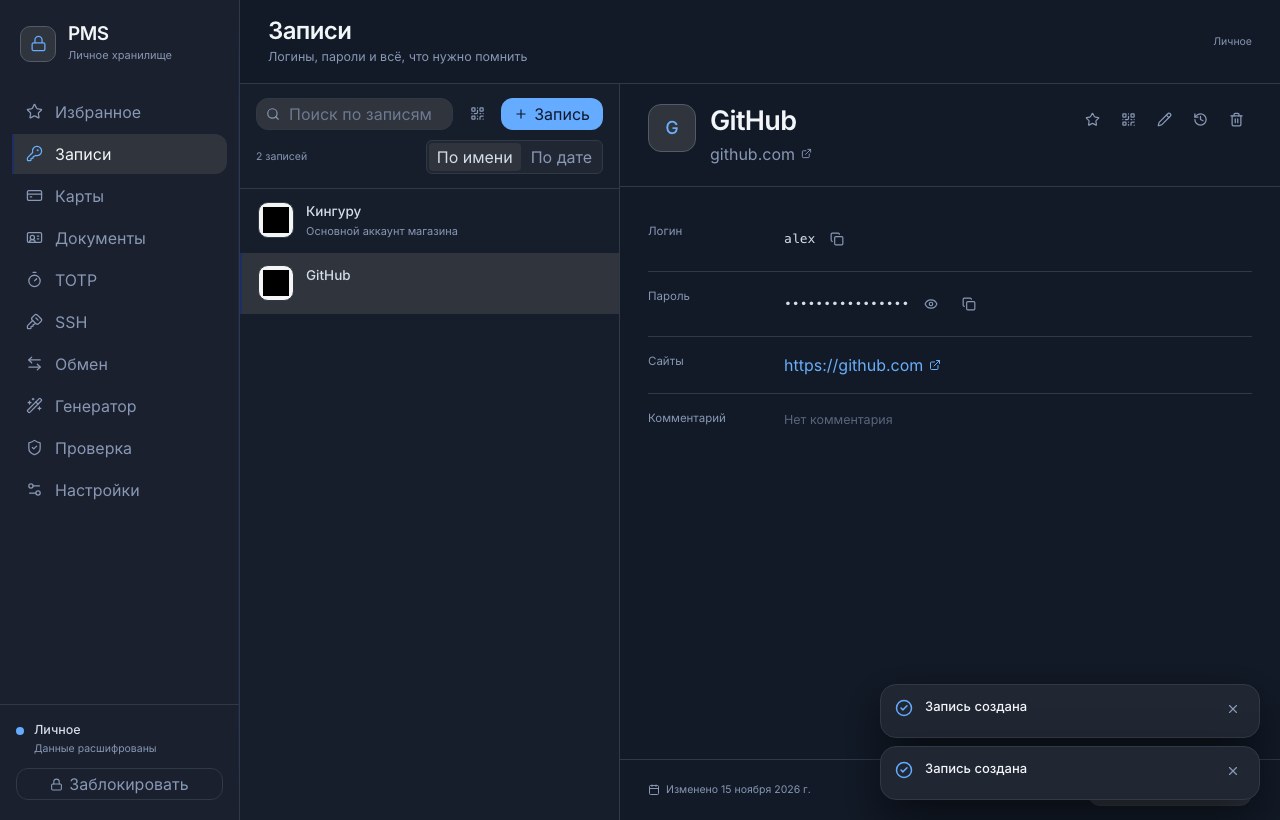 PMS
Личное хранилище
Избранное
Записи
Карты
Документы
TOTP
SSH
Обмен
Генератор
Проверка
Настройки
Личное
Данные расшифрованы
Заблокировать
Записи
Логины, пароли и всё, что нужно помнить
Личное
Поиск по записям
Запись
2 записей
По имени
По дате
Кингуру
Основной аккаунт магазина
GitHub
G
GitHub
github.com
Логин
alex
Пароль
••••••••••••••••
Сайты
https://github.com
Комментарий
Нет комментария
Изменено 15 ноября 2026 г.
Запись создана
Запись создана